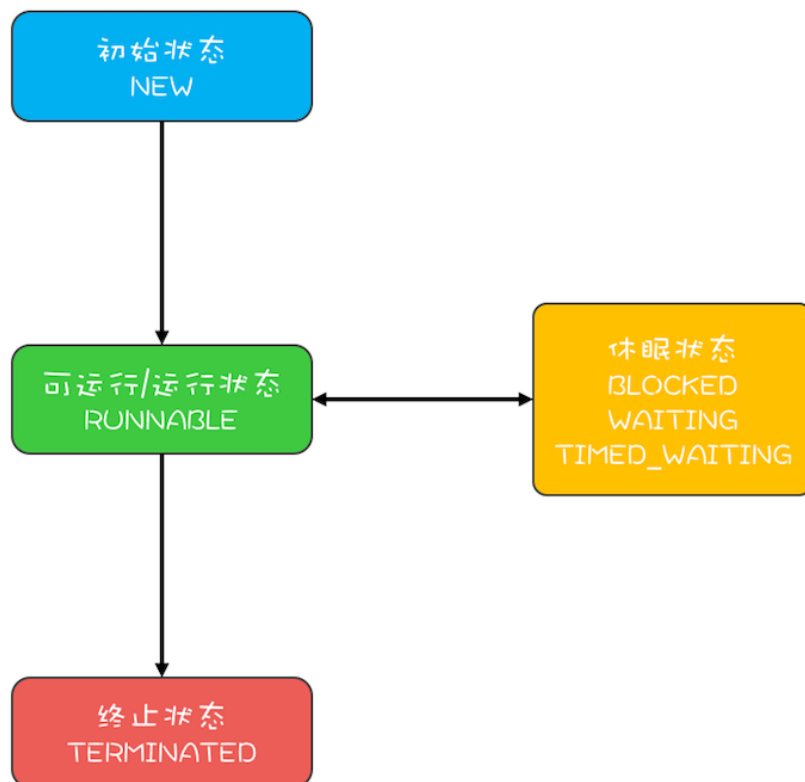 初始状态
NEW
可运行/运行状态
RUNNABLE
休眠状态
BLOCKED
WAITING
TIMED_WAITING
终止状态
TERMINATED